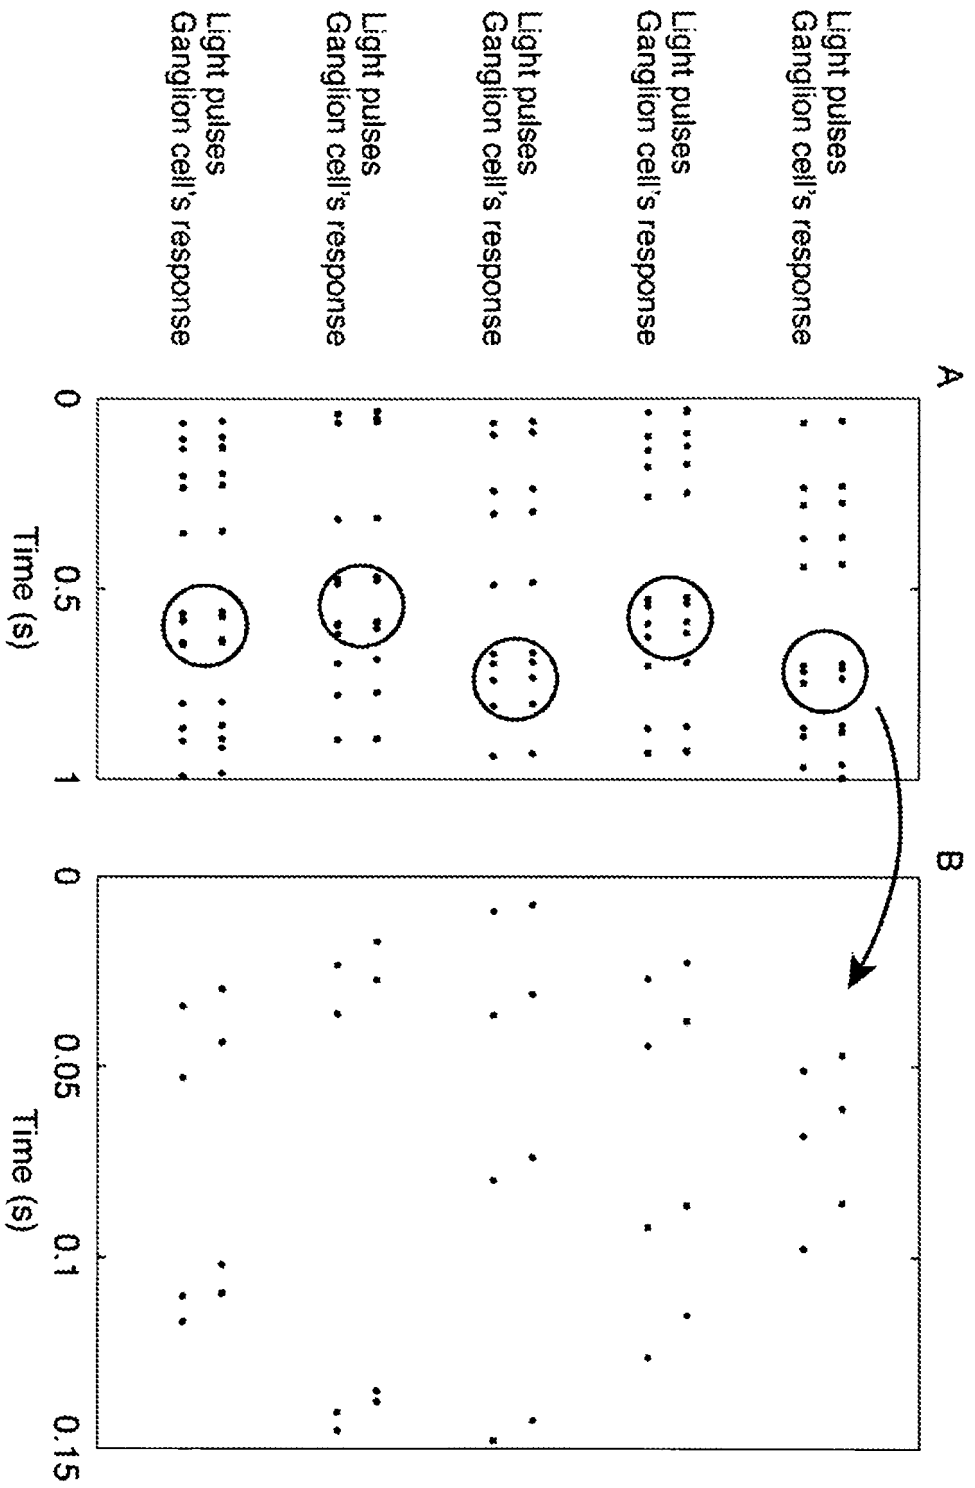 A
B
Light pulses
Ganglion cell's response
Light pulses
Ganglion cell's response
Light pulses
Ganglion cell's response
Light pulses
Ganglion cell's response
Light pulses
Ganglion cell's response
0
0.5
1
Time (s)
0
0.05
0.1
0.15
Time (s)